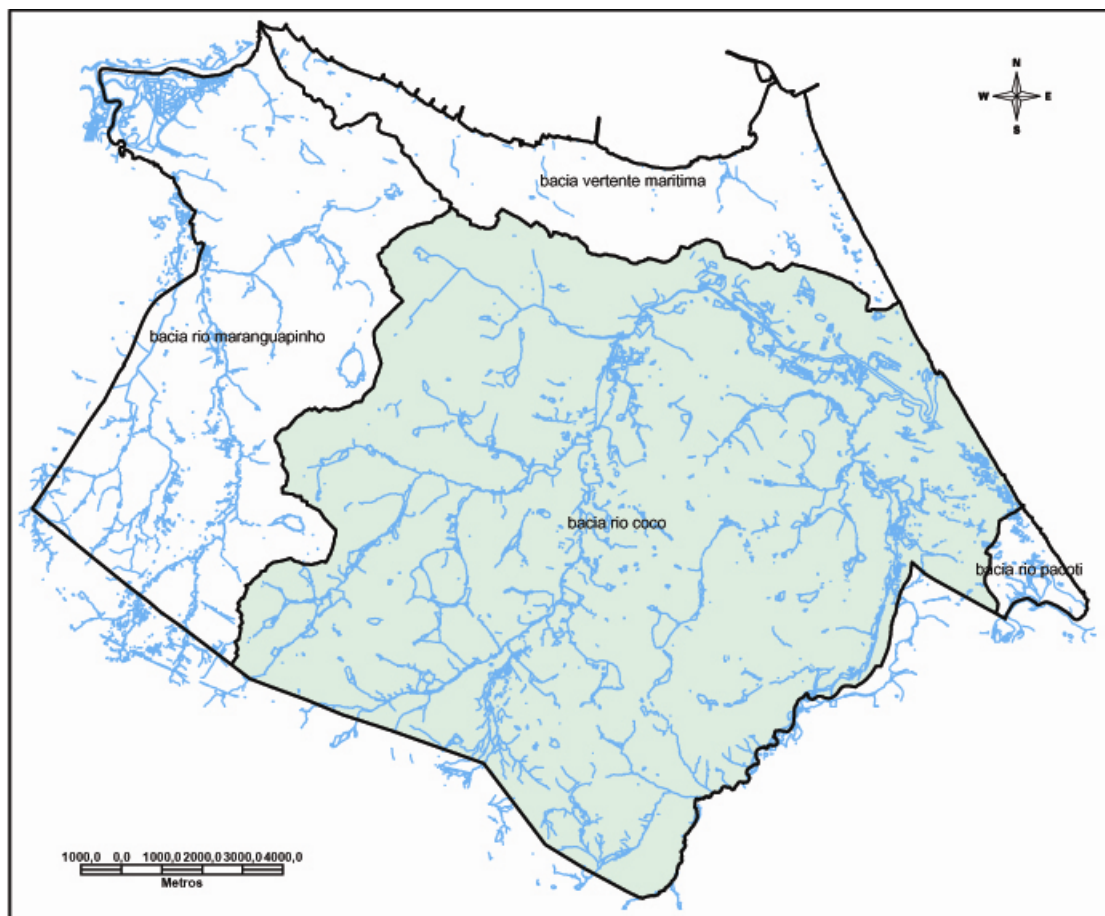 N
W E
S
bacia vertente maritima
bacia rio maranguapinho
bacia rio coco
bacia rio pacoti
1000,0 0,0 1000,0 2000,0 3000,0 4000,0
Metros